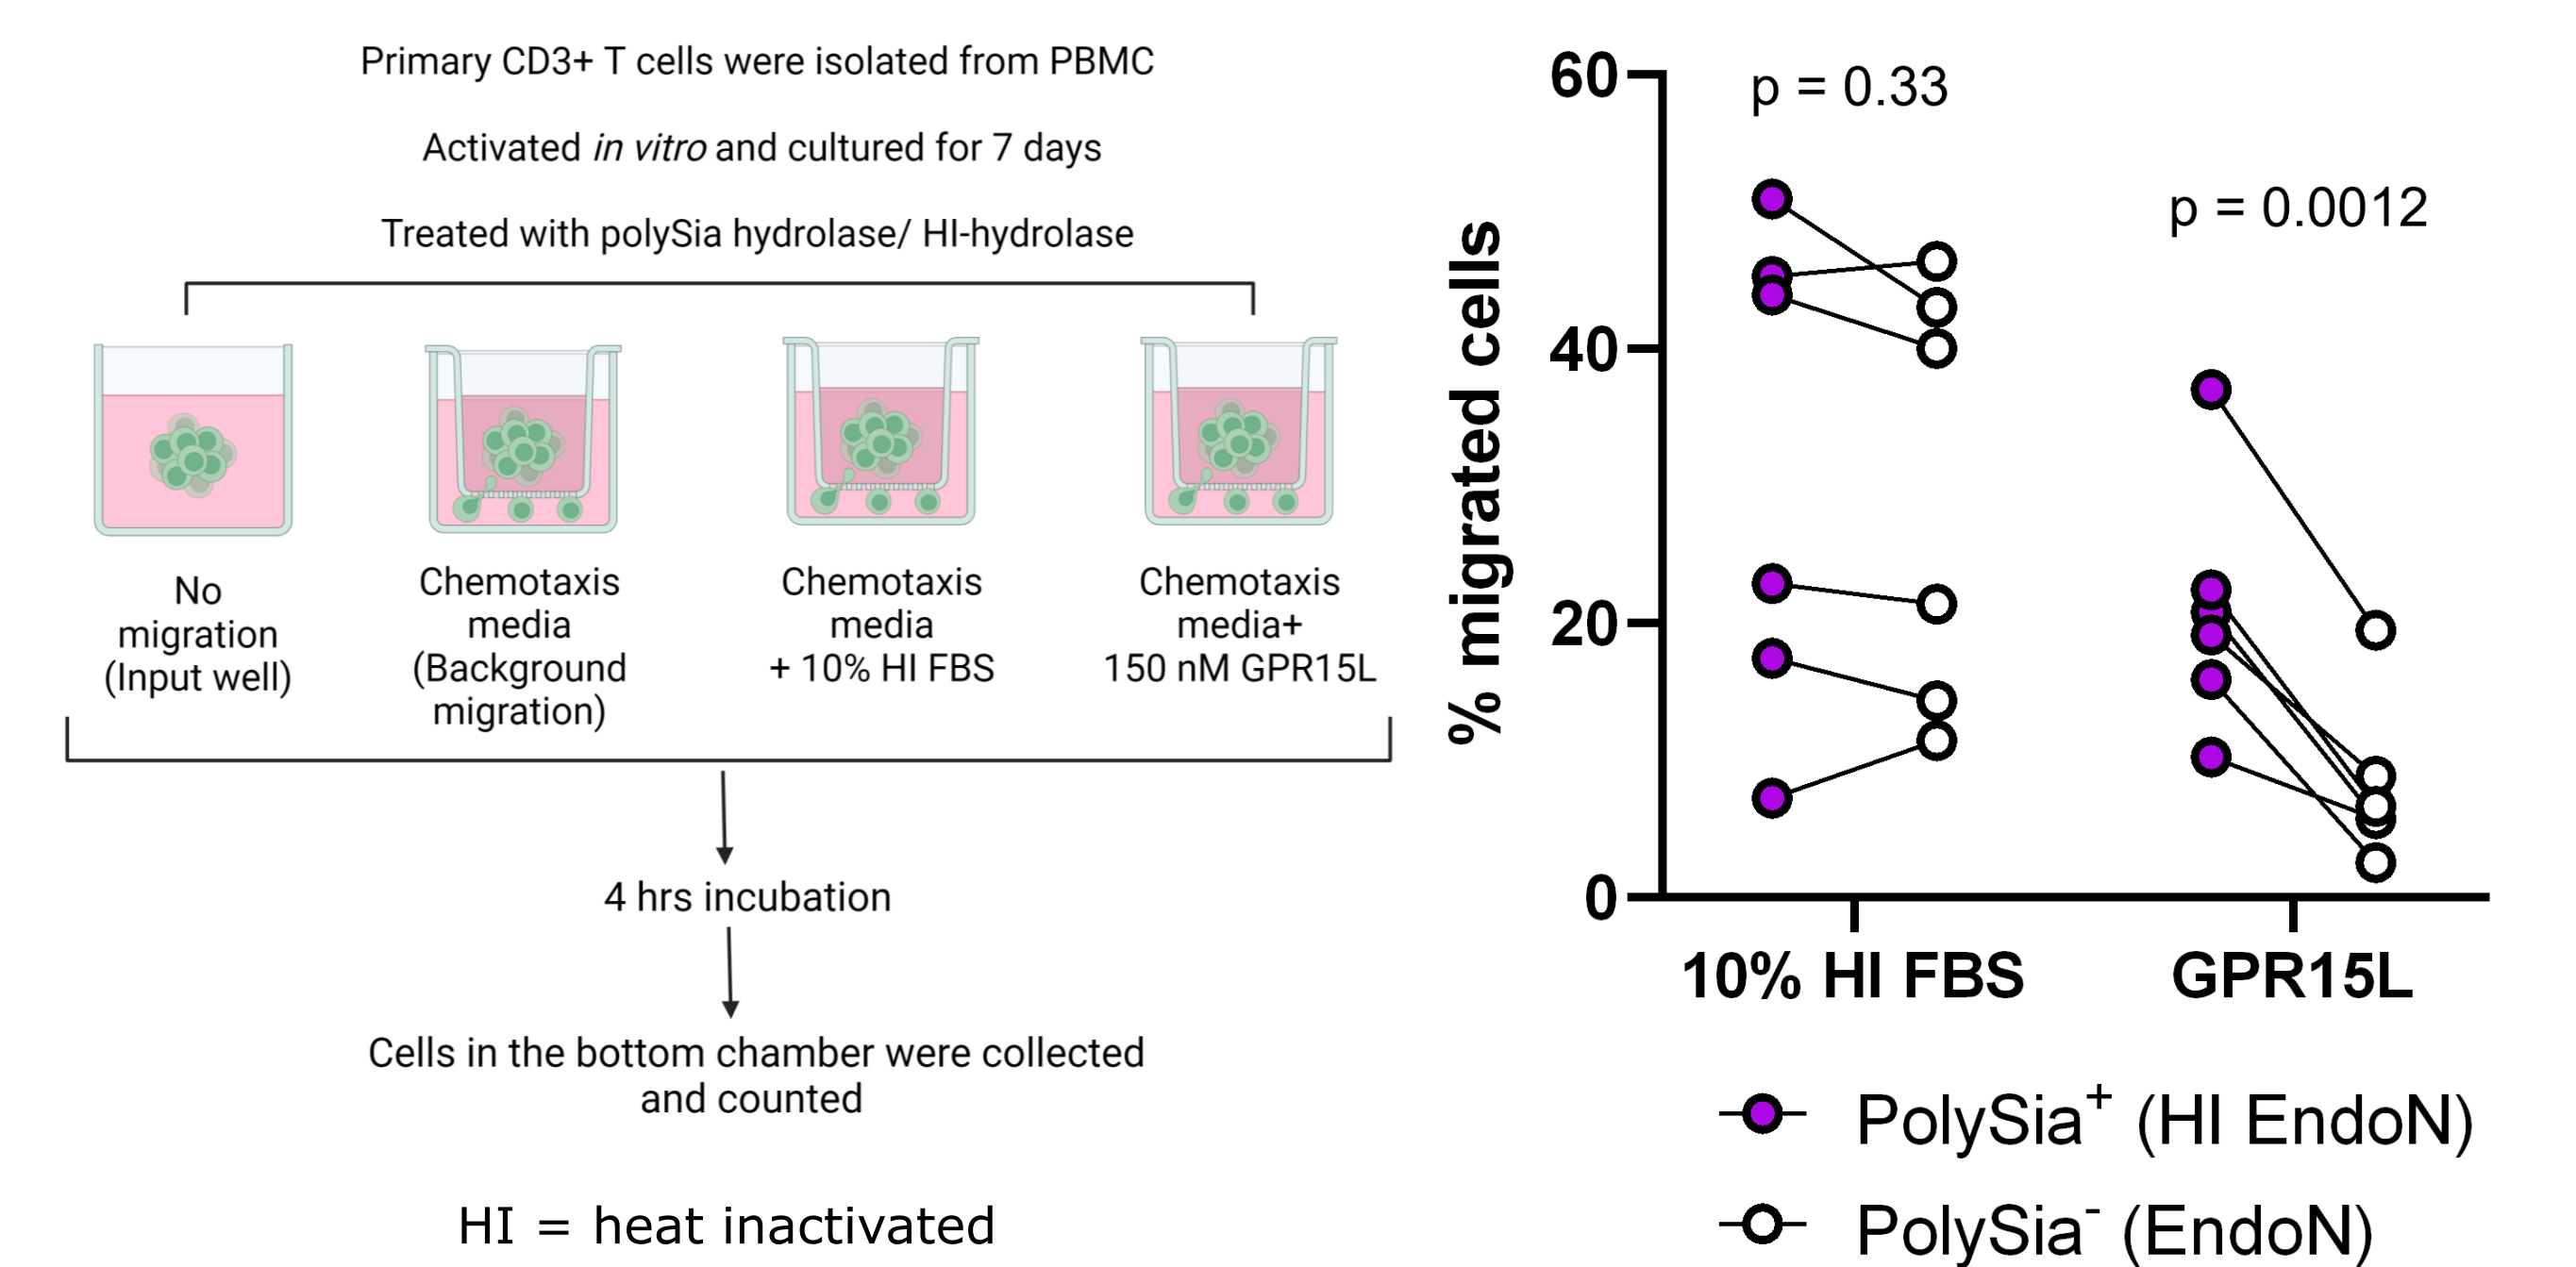 Primary CD3+ T cells were isolated from PBMC
Activated in vitro and cultured for 7 days
Treated with polySia hydrolase/ HI-hydrolase
No
migration
(Input well)
Chemotaxis
media
(Background
migration)
Chemotaxis
media
+ 10% HI FBS
Chemotaxis
media+
150 nM GPR15L
4 hrs incubation
Cells in the bottom chamber were collected
and counted
HI = heat inactivated
% migrated cells
60
40
20
0
p = 0.33
p = 0.0012
10% HI FBS
GPR15L
PolySia⁺ (HI EndoN)
PolySia⁻ (EndoN)